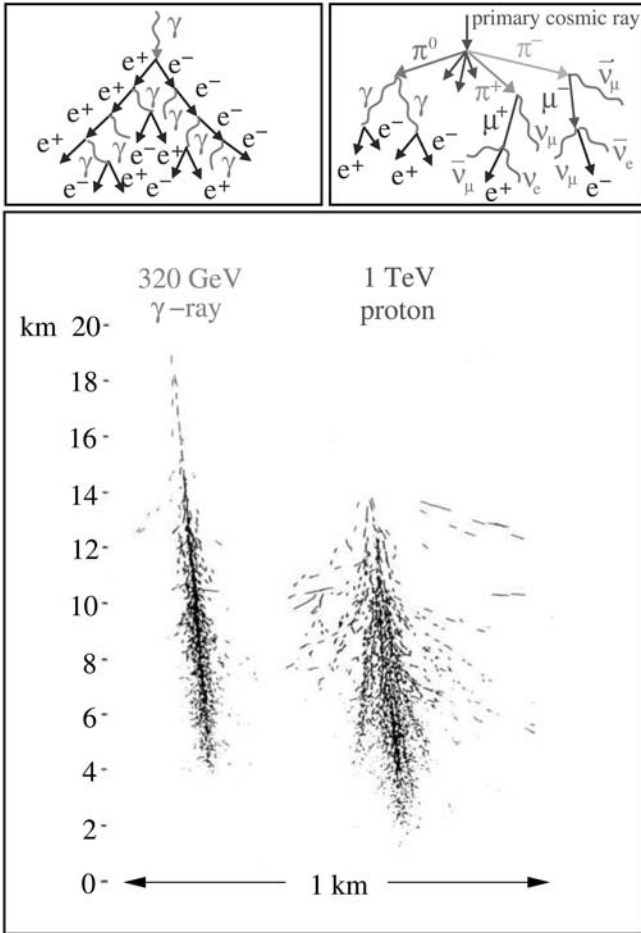 γ
e⁺ e⁻
e⁺ γ γ e⁻
e⁺ γ γ e⁻
e⁻ e⁺ γ
e⁻ e⁺ e⁻ e⁺
primary cosmic ray
π⁰ π⁻
π⁺ ν̄μ
γ γ μ⁺ μ⁻
e⁻ νμ
e⁺ e⁺ e⁻ ν̄μ νe νμ ν̄e
e⁺ e⁻
320 GeV 1 TeV
γ−ray proton
km 20
18
16
14
12
10
8
6
4
2
0 1 km